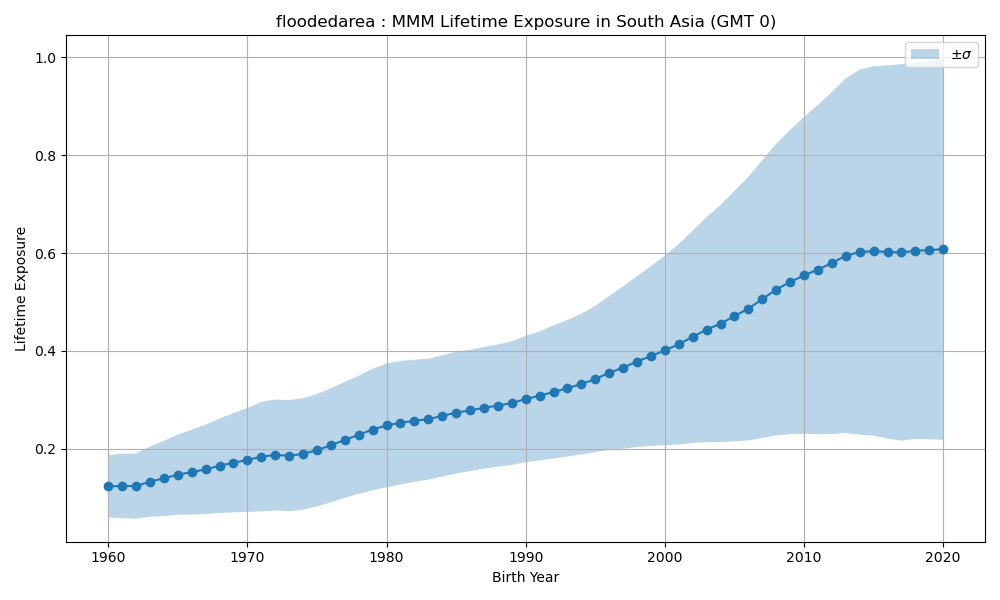 floodedarea : MMM Lifetime Exposure in South Asia (GMT 0)
±σ
1.0
0.8
0.6
0.4
0.2
Lifetime Exposure
1960 1970 1980 1990 2000 2010 2020
Birth Year